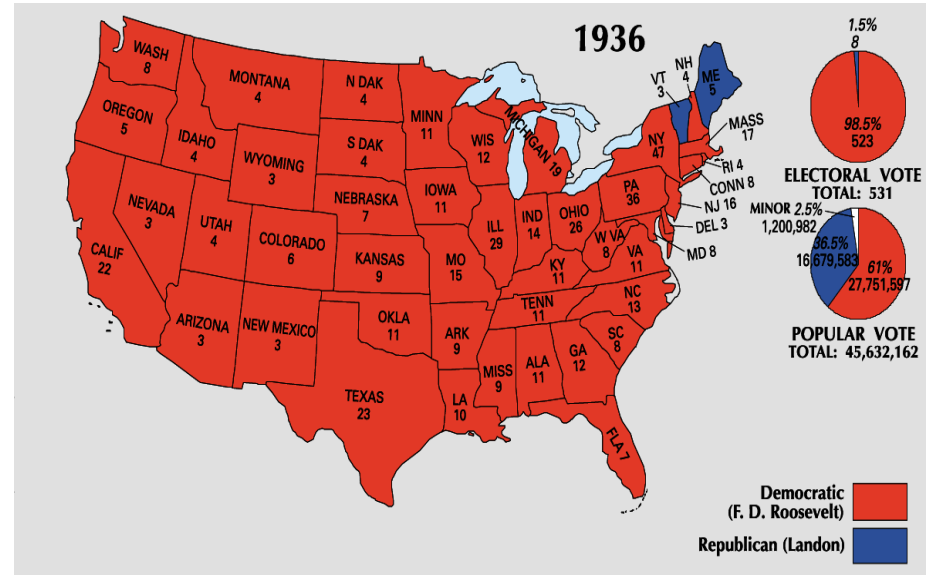 1936
WASH
8
OREGON
5
CALIF
22
IDAHO
4
NEVADA
3
MONTANA
4
WYOMING
3
UTAH
4
COLORADO
6
ARIZONA
3
NEW MEXICO
3
N DAK
4
S DAK
4
NEBRASKA
7
KANSAS
9
OKLA
11
TEXAS
23
MINN
11
IOWA
11
MO
15
ARK
9
LA
10
WIS
12
ILL
29
MICHIGAN 19
IND
14
OHIO
26
KY
11
TENN
11
MISS
9
ALA
11
GA
12
FLA 7
SC
8
NC
13
VA
11
W VA
8
PA
36
NY
47
VT
3
NH
4
ME
5
MASS
17
RI 4
CONN 8
NJ 16
DEL 3
MD 8
1.5%
8
98.5%
523
ELECTORAL VOTE
TOTAL: 531
MINOR 2.5%
1,200,982
36.5%
16,679,583
61%
27,751,597
POPULAR VOTE
TOTAL: 45,632,162
Democratic
(F. D. Roosevelt)
Republican (Landon)